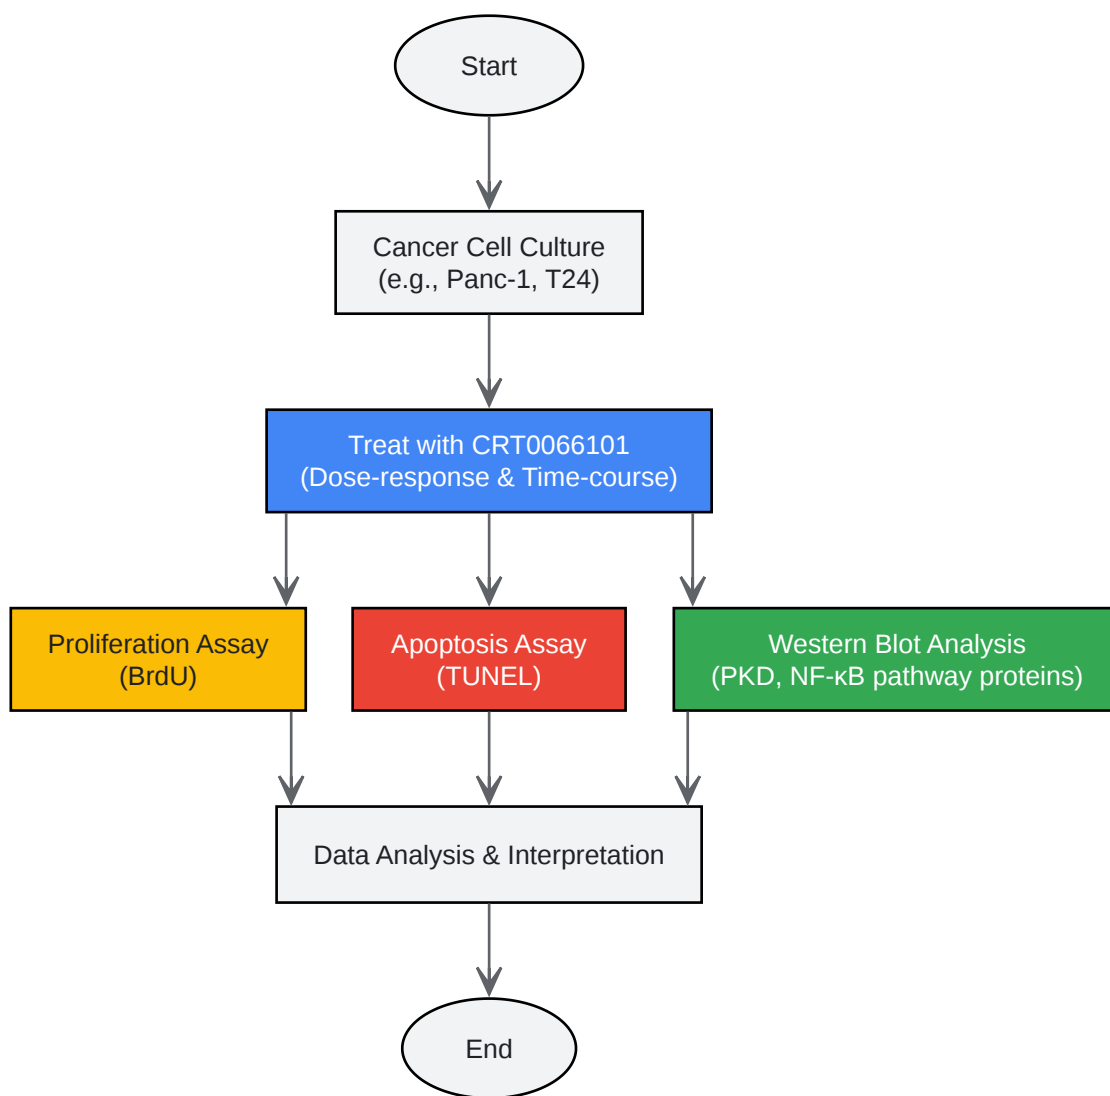 Start
Cancer Cell Culture
(e.g., Panc-1, T24)
Treat with CRT0066101
(Dose-response & Time-course)
Proliferation Assay
(BrdU)
Apoptosis Assay
(TUNEL)
Western Blot Analysis
(PKD, NF-κB pathway proteins)
Data Analysis & Interpretation
End